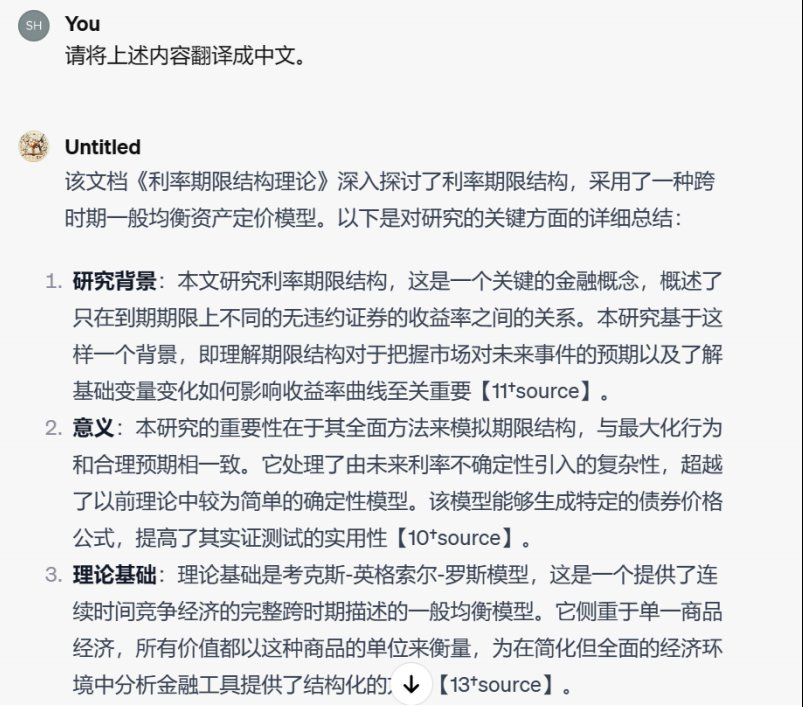 SH
You
请将上述内容翻译成中文。
Untitled
该文档《利率期限结构理论》深入探讨了利率期限结构，采用了一种跨
时期一般均衡资产定价模型。以下是对研究的关键方面的详细总结：
1. 研究背景：本文研究利率期限结构，这是一个关键的金融概念，概述了
只在到期期限上不同的无违约证券的收益率之间的关系。本研究基于这
样一个背景，即理解期限结构对于把握市场对未来事件的预期以及了解
基础变量变化如何影响收益率曲线至关重要【11†source】。
2. 意义：本研究的重要性在于其全面方法来模拟期限结构，与最大化行为
和合理预期相一致。它处理了由未来利率不确定性引入的复杂性，超越
了以前理论中较为简单的确定性模型。该模型能够生成特定的债券价格
公式，提高了其实证测试的实用性【10†source】。
3. 理论基础：理论基础是考克斯-英格索尔-罗斯模型，这是一个提供了连
续时间竞争经济的完整跨时期描述的一般均衡模型。它侧重于单一商品
经济，所有价值都以这种商品的单位来衡量，为在简化但全面的经济环
境中分析金融工具提供了结构化的【13†source】。